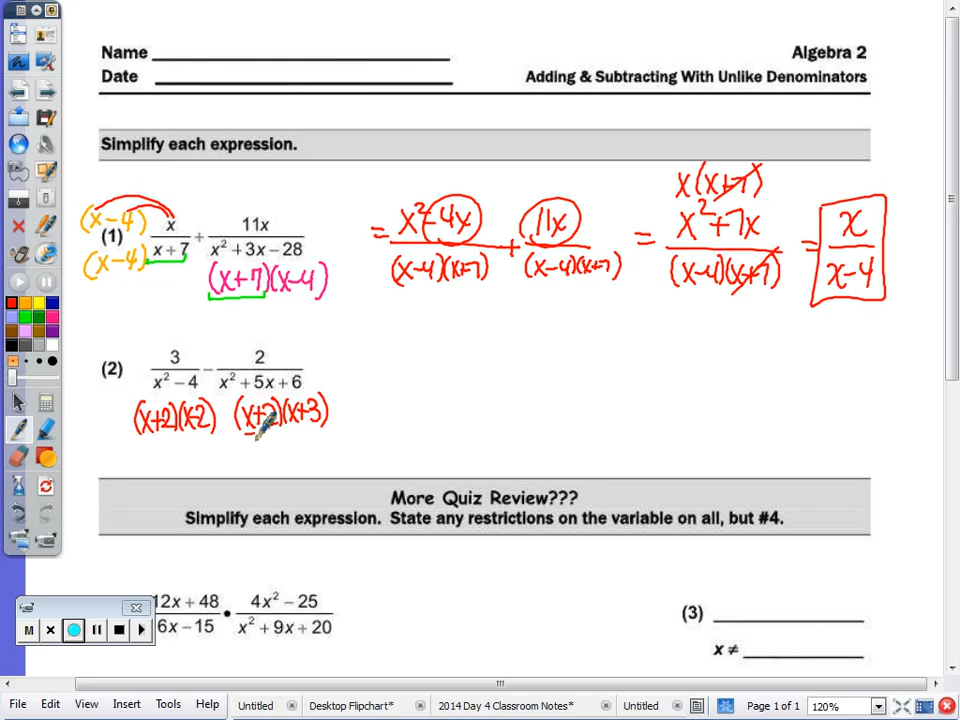 Name
Algebra 2
Date
Adding & Subtracting With Unlike Denominators
Simplify each expression.
(x-4) x
(1) x + 7 + 11x / x² + 3x – 28
(x-4)
(x+7)(x-4)
= x²-4x / (x-4)(x+7) + 11x / (x-4)(x+7) = x² + 7x / (x-4)(x+7) = x / x-4
x(x+7)
(2) 3 / x² – 4 – 2 / x² + 5x + 6
(x+2)(x-2) (x+2)(x+3)
More Quiz Review???
Simplify each expression. State any restrictions on the variable on all, but #4.
12x + 48 / 6x – 15 • 4x² – 25 / x² + 9x + 20
(3)
x ≠
M
File Edit View Insert Tools Help Untitled Desktop Flipchart* 2014 Day 4 Classroom Notes* Untitled Page 1 of 1 120%